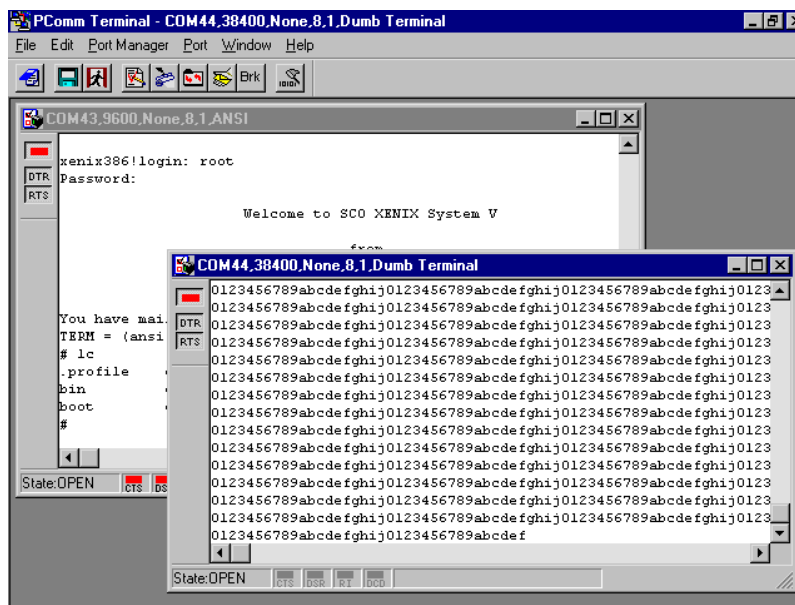 PComm Terminal - COM44,38400,None,8,1,Dumb Terminal
File Edit Port Manager Port Window Help
Brk
COM43,9600,None,8,1,ANSI
DTR
RTS
xenix386!login: root
Password:
Welcome to SCO XENIX System V
from
You have mai
TERM = (ansi
# lc
.profile
bin
boot
#
State:OPEN CTS
COM44,38400,None,8,1,Dumb Terminal
DTR
RTS
0123456789abcdefghij0123456789abcdefghij0123456789abcdefghij0123
0123456789abcdefghij0123456789abcdefghij0123456789abcdefghij0123
0123456789abcdefghij0123456789abcdefghij0123456789abcdefghij0123
0123456789abcdefghij0123456789abcdefghij0123456789abcdefghij0123
0123456789abcdefghij0123456789abcdefghij0123456789abcdefghij0123
0123456789abcdefghij0123456789abcdefghij0123456789abcdefghij0123
0123456789abcdefghij0123456789abcdefghij0123456789abcdefghij0123
0123456789abcdefghij0123456789abcdefghij0123456789abcdefghij0123
0123456789abcdefghij0123456789abcdefghij0123456789abcdefghij0123
0123456789abcdefghij0123456789abcdefghij0123456789abcdefghij0123
0123456789abcdefghij0123456789abcdefghij0123456789abcdefghij0123
0123456789abcdefghij0123456789abcdefghij0123456789abcdefghij0123
0123456789abcdefghij0123456789abcdefghij0123456789abcdefghij0123
0123456789abcdefghij0123456789abcdefghij0123456789abcdefghij0123
0123456789abcdefghij0123456789abcdef
State:OPEN CTS DSR RI DCD